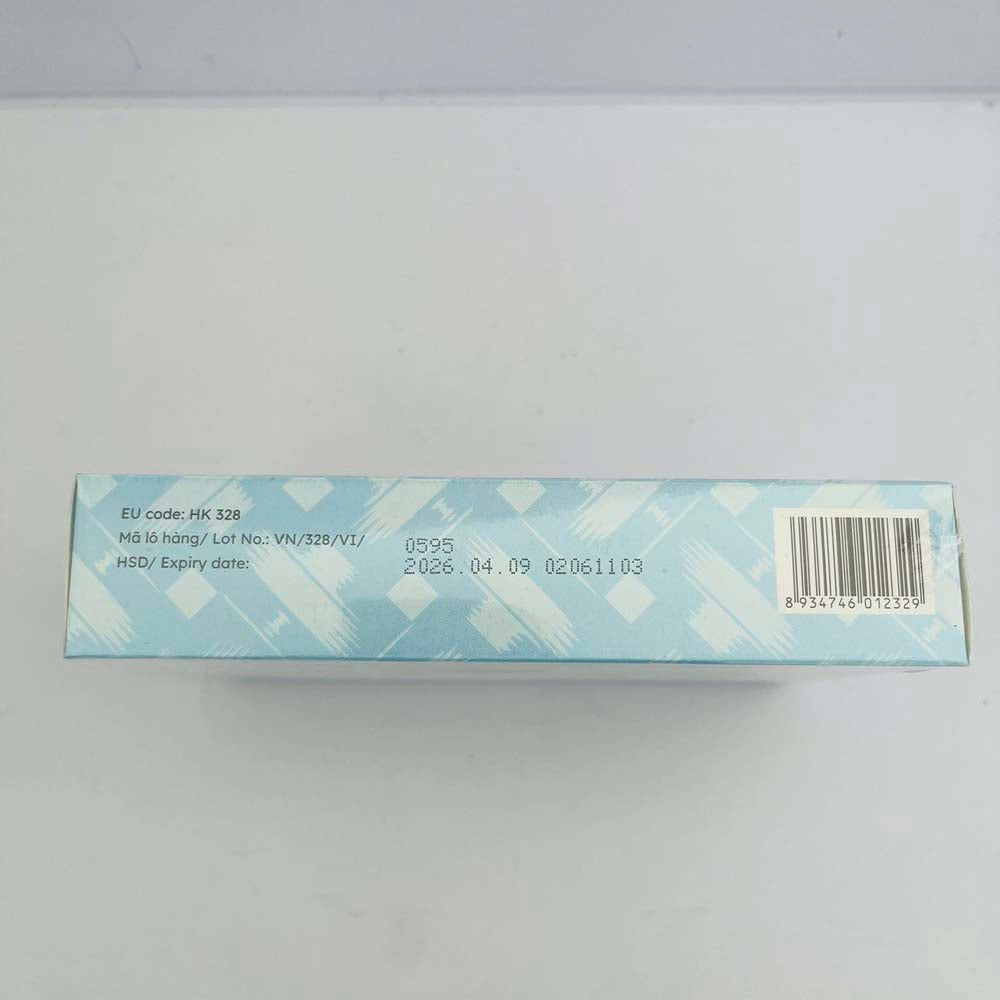 EU code: HK 328
Mã lô hàng/ Lot No.: VN/328/VI/ 0595
HSD/ Expiry date: 2026.04.09 02061103
8 934746 012329